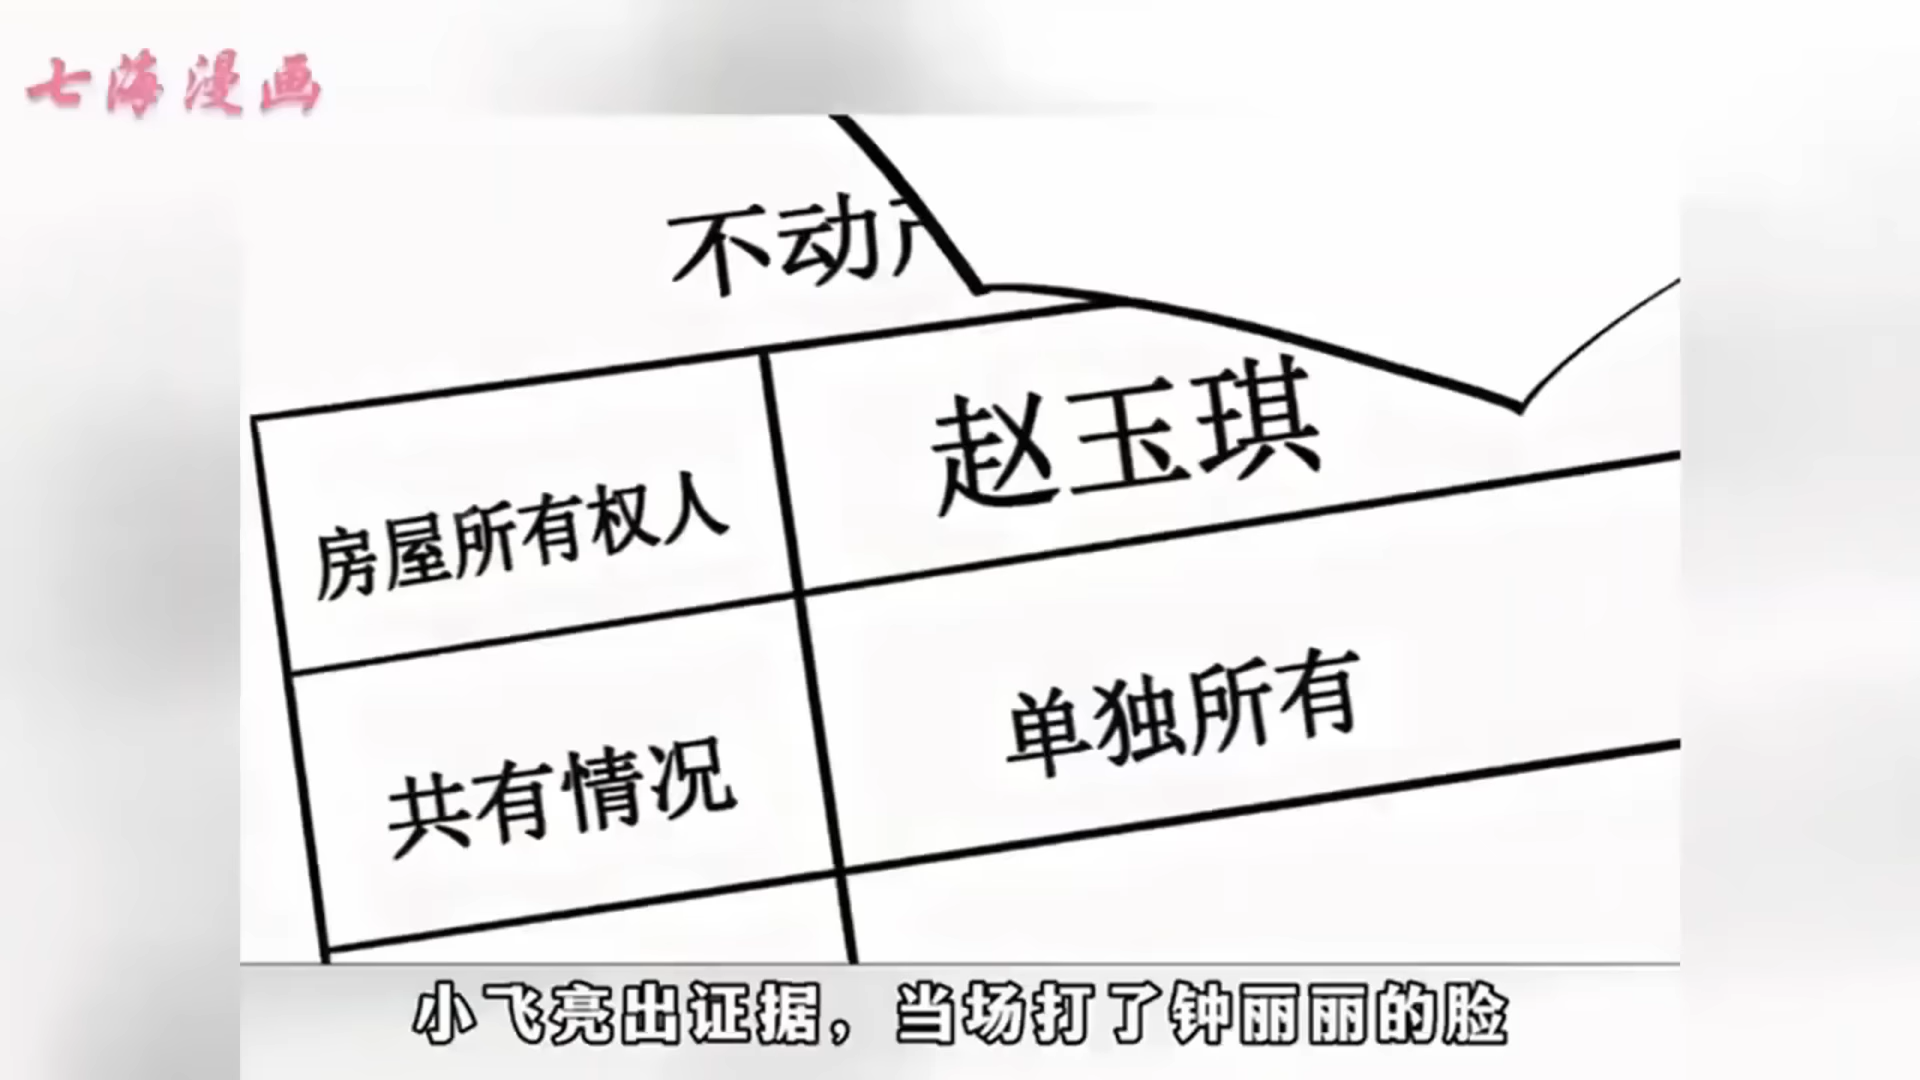 七海漫画
不动产
房屋所有权人
赵玉琪
共有情况
单独所有
小飞亮出证据，当场打了钟丽丽的脸